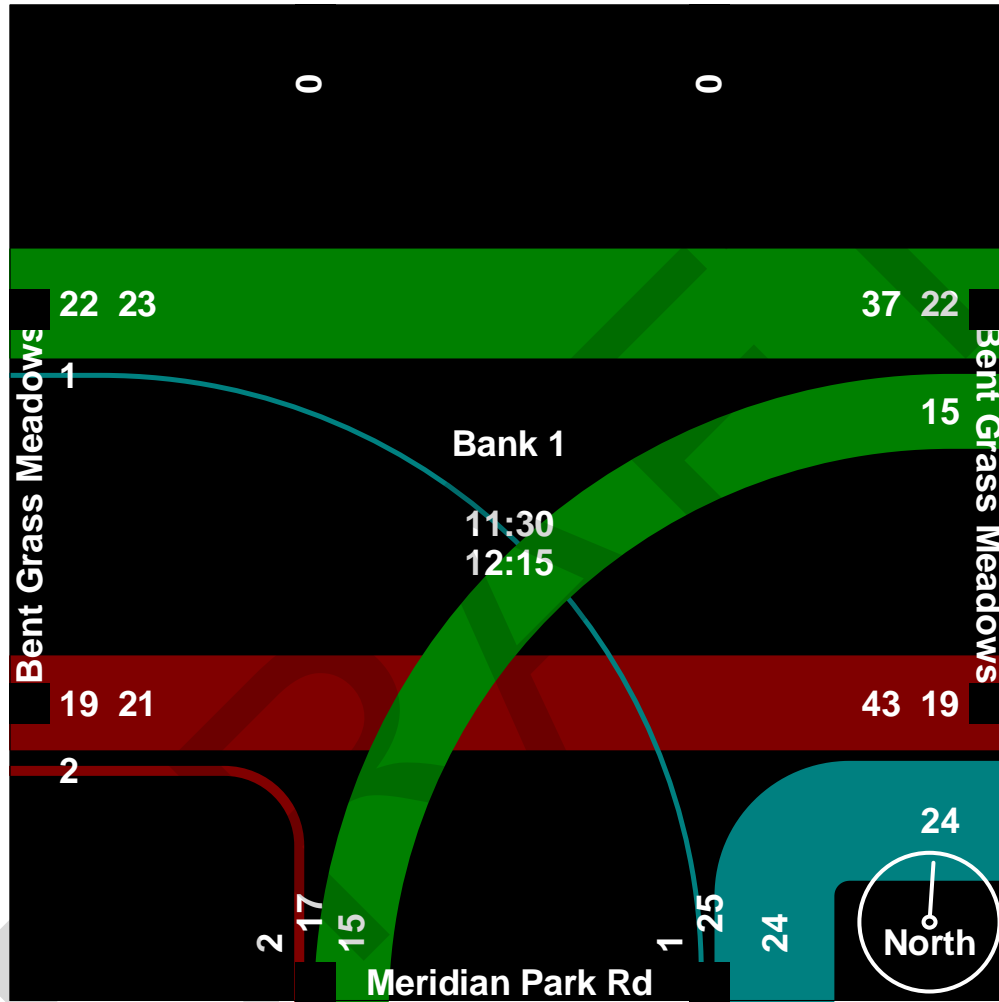 0 0
22 23 37 22
1
15
Bent Grass Meadows
Bent Grass Meadows
Bank 1
11:30
12:15
19 21 43 19
2
24
2 17 15 1 25 24
North
Meridian Park Rd
DRAFT